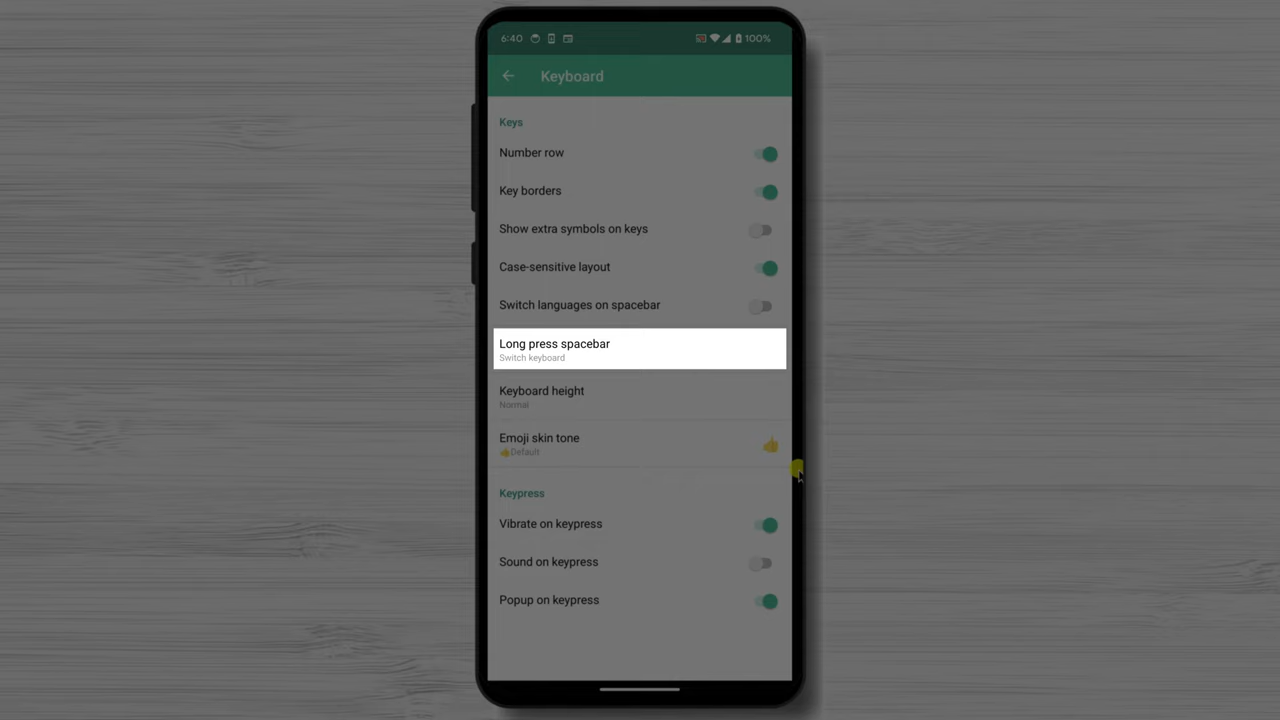 6:40
100%
Keyboard
Keys
Number row
Key borders
Show extra symbols on keys
Case-sensitive layout
Switch languages on spacebar
Long press spacebar
Switch keyboard
Keyboard height
Normal
Emoji skin tone
👍Default
Keypress
Vibrate on keypress
Sound on keypress
Popup on keypress